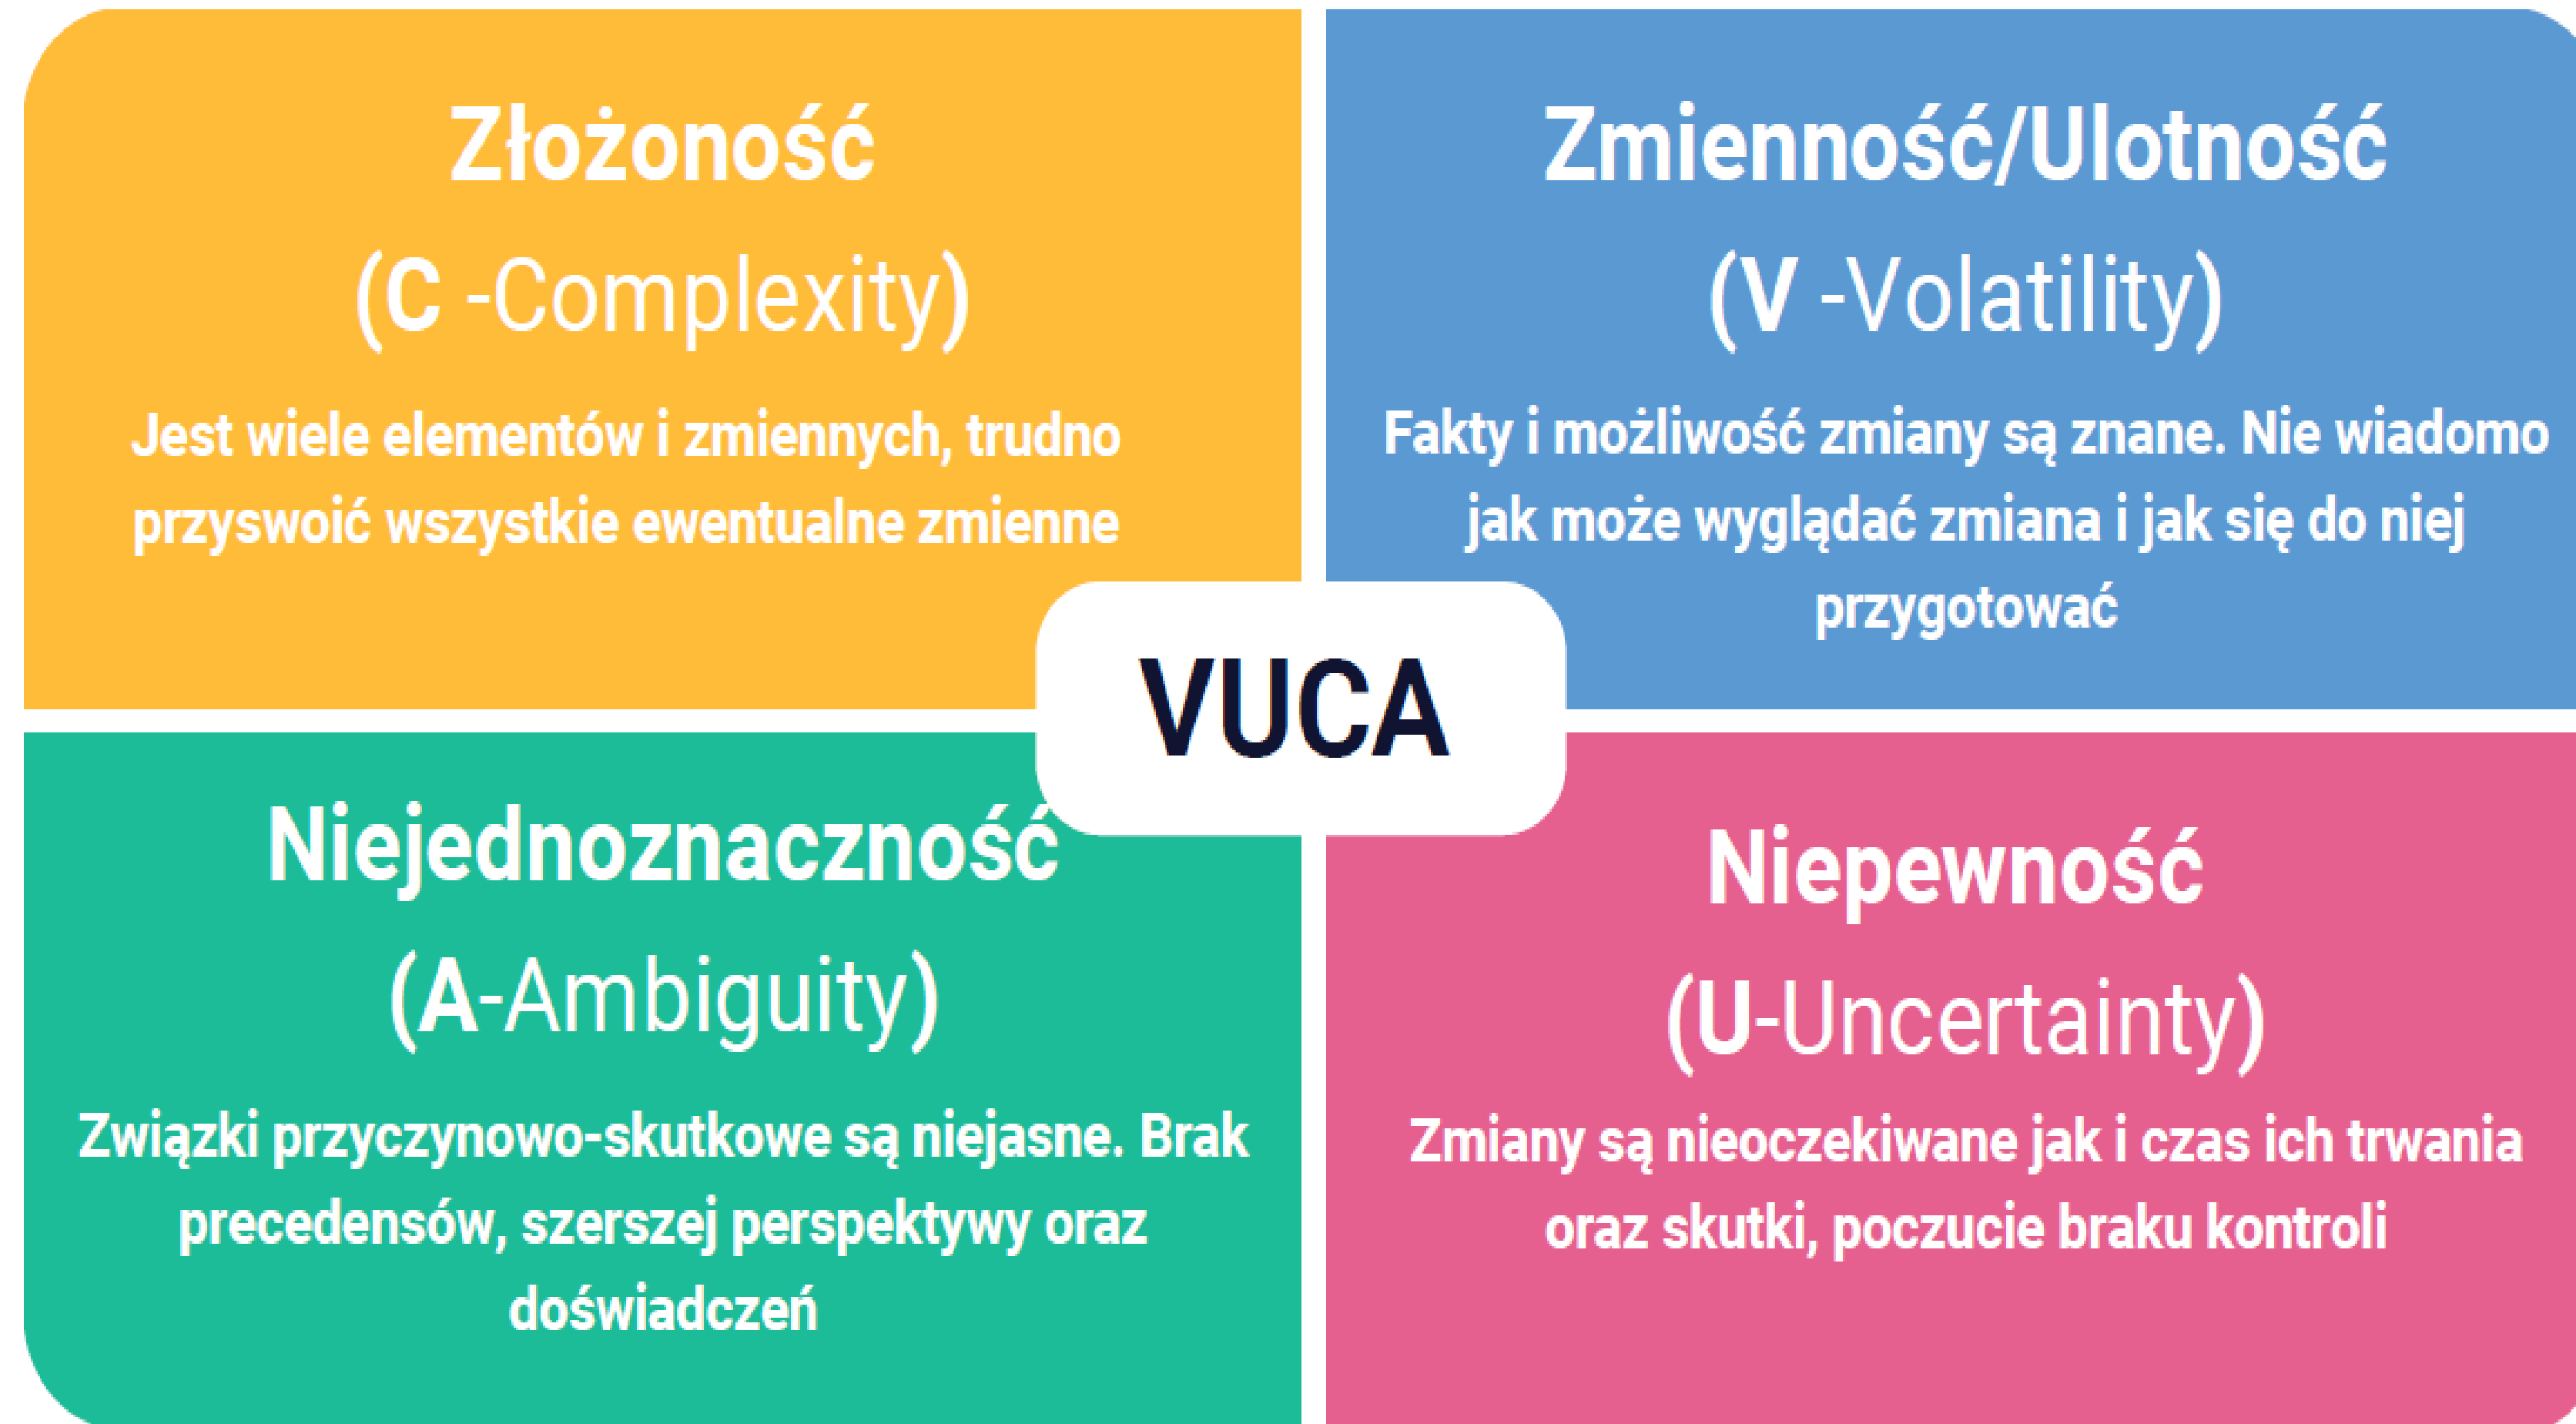 Złożoność
(C -Complexity)
Jest wiele elementów i zmiennych, trudno
przyswoić wszystkie ewentualne zmienne
Zmienność/Ulotność
(V -Volatility)
Fakty i możliwość zmiany są znane. Nie wiadomo
jak może wyglądać zmiana i jak się do niej
przygotować
VUCA
Niejednoznaczność
(A-Ambiguity)
Związki przyczynowo-skutkowe są niejasne. Brak
precedensów, szerszej perspektywy oraz
doświadczeń
Niepewność
(U-Uncertainty)
Zmiany są nieoczekiwane jak i czas ich trwania
oraz skutki, poczucie braku kontroli